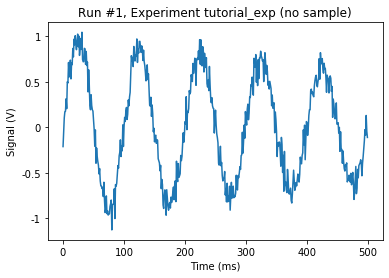 Run #1, Experiment tutorial_exp (no sample)
1
0.5
0
-0.5
-1
Signal (V)
0 100 200 300 400 500
Time (ms)